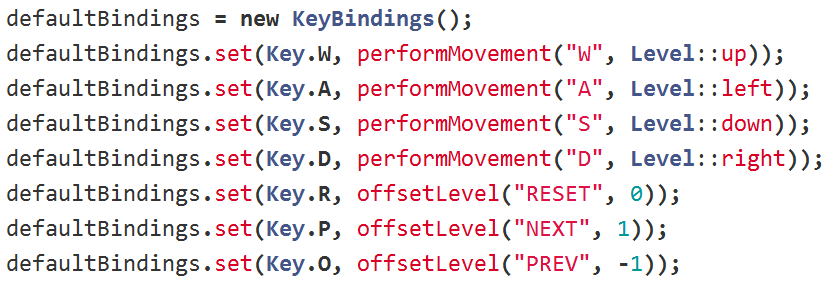 defaultBindings = new KeyBindings();
defaultBindings.set(Key.W, performMovement("W", Level::up));
defaultBindings.set(Key.A, performMovement("A", Level::left));
defaultBindings.set(Key.S, performMovement("S", Level::down));
defaultBindings.set(Key.D, performMovement("D", Level::right));
defaultBindings.set(Key.R, offsetLevel("RESET", 0));
defaultBindings.set(Key.P, offsetLevel("NEXT", 1));
defaultBindings.set(Key.O, offsetLevel("PREV", -1));